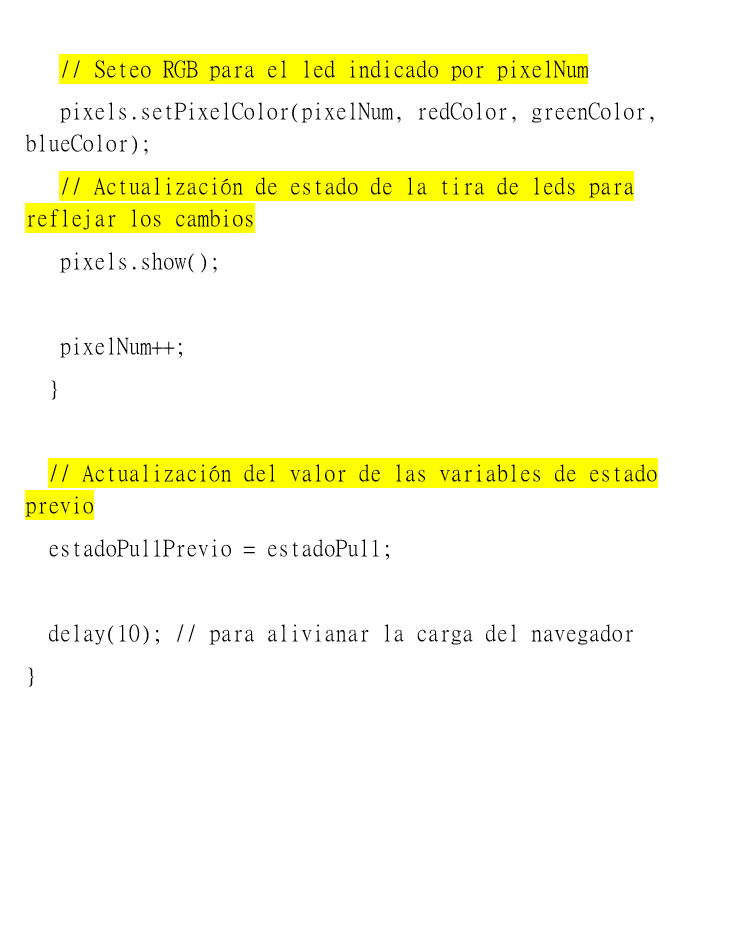 // Seteo RGB para el led indicado por pixelNum
pixels.setPixelColor(pixelNum, redColor, greenColor,
blueColor);
// Actualización de estado de la tira de leds para
reflejar los cambios
pixels.show();
pixelNum++;
}
// Actualización del valor de las variables de estado
previo
estadoPullPrevio = estadoPull;
delay(10); // para alivianar la carga del navegador
}